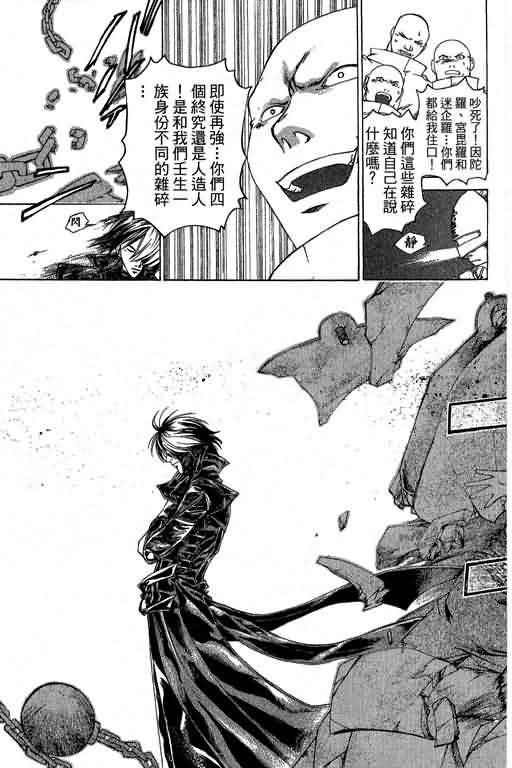 吵死了！因陀
羅、宮毘羅和
迷企羅…你們
都給我住口！
你們這些雜碎
知道自己在說
什麼嗎？
靜
即使再強…你們四
個終究還是人造人
！是和我們壬生一
族身份不同的雜碎
…
閃